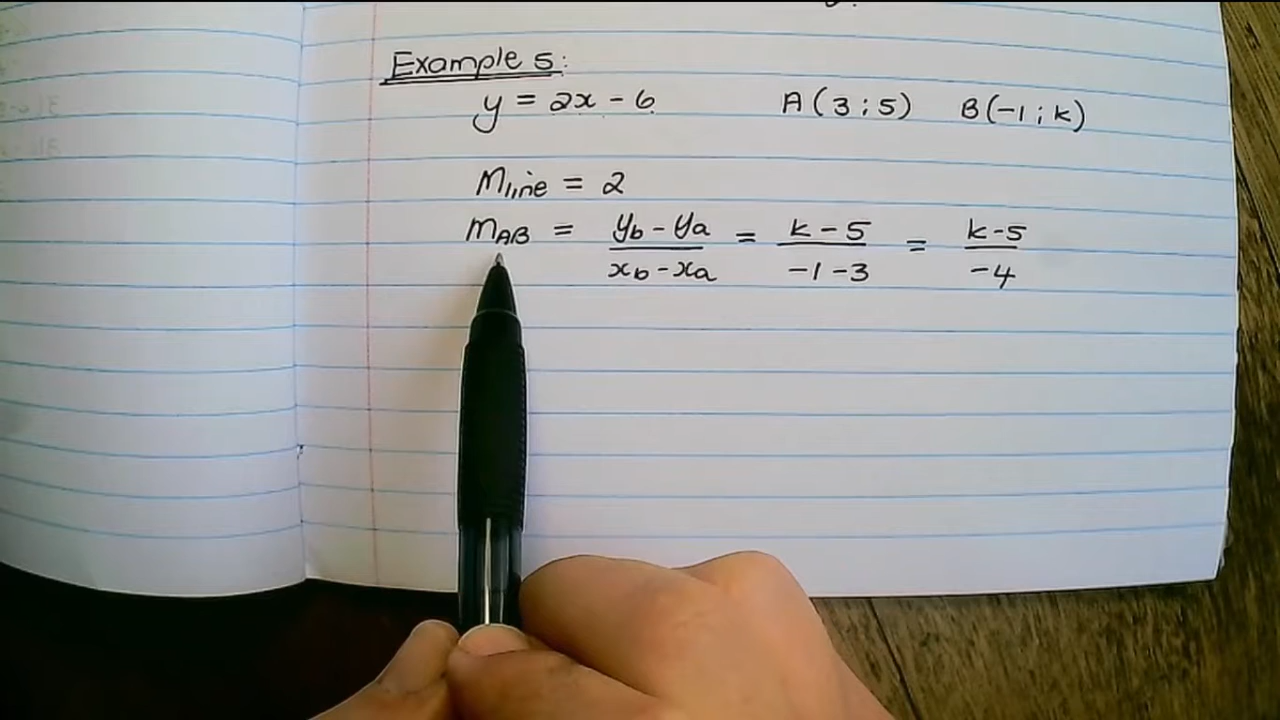 Example 5:
y = 2x - 6 A(3;5) B(-1;k)
m_line = 2
m_AB = (y_b - y_a)/(x_b - x_a) = (k - 5)/(-1 - 3) = (k-5)/(-4)